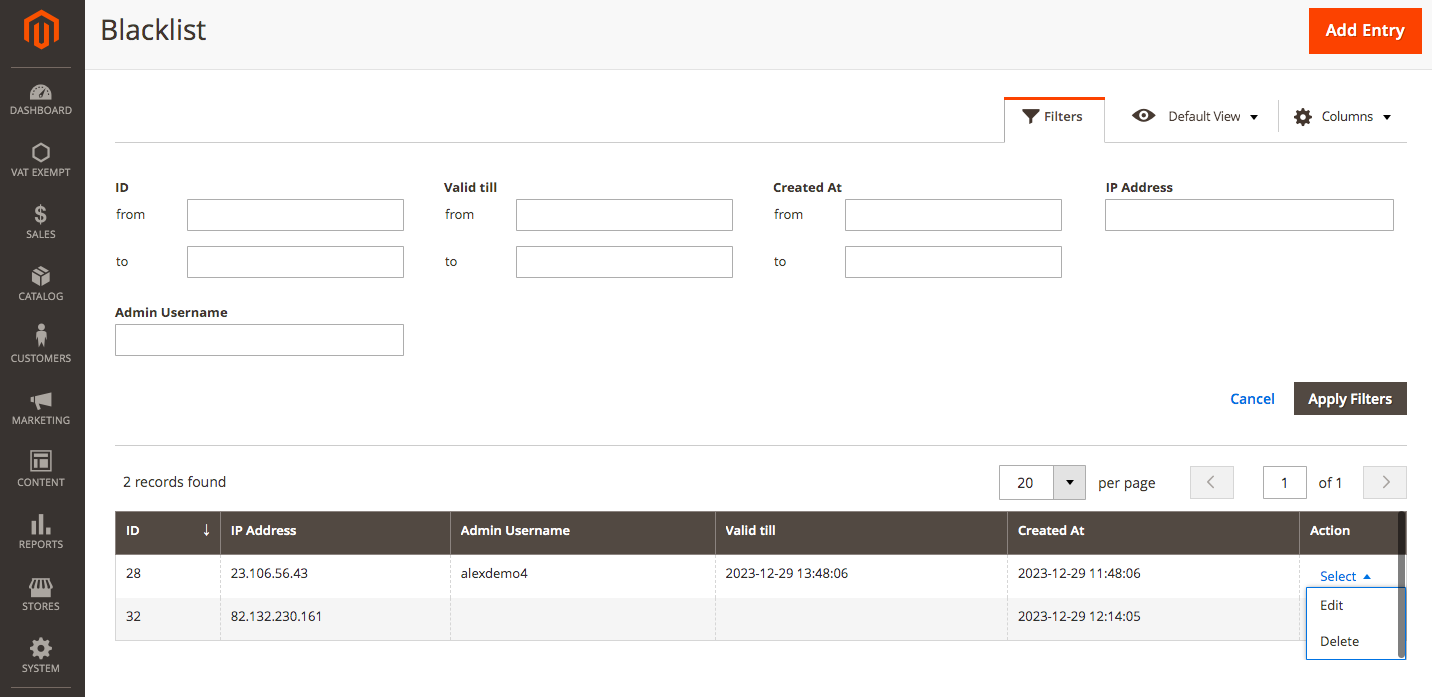 Blacklist
Add Entry
DASHBOARD
VAT EXEMPT
SALES
CATALOG
CUSTOMERS
MARKETING
CONTENT
REPORTS
STORES
SYSTEM
Filters Default View Columns
ID Valid till Created At IP Address
from from from
to to to
Admin Username
Cancel Apply Filters
2 records found 20 per page 1 of 1
ID IP Address Admin Username Valid till Created At Action
28 23.106.56.43 alexdemo4 2023-12-29 13:48:06 2023-12-29 11:48:06 Select
32 82.132.230.161 2023-12-29 12:14:05
Edit
Delete